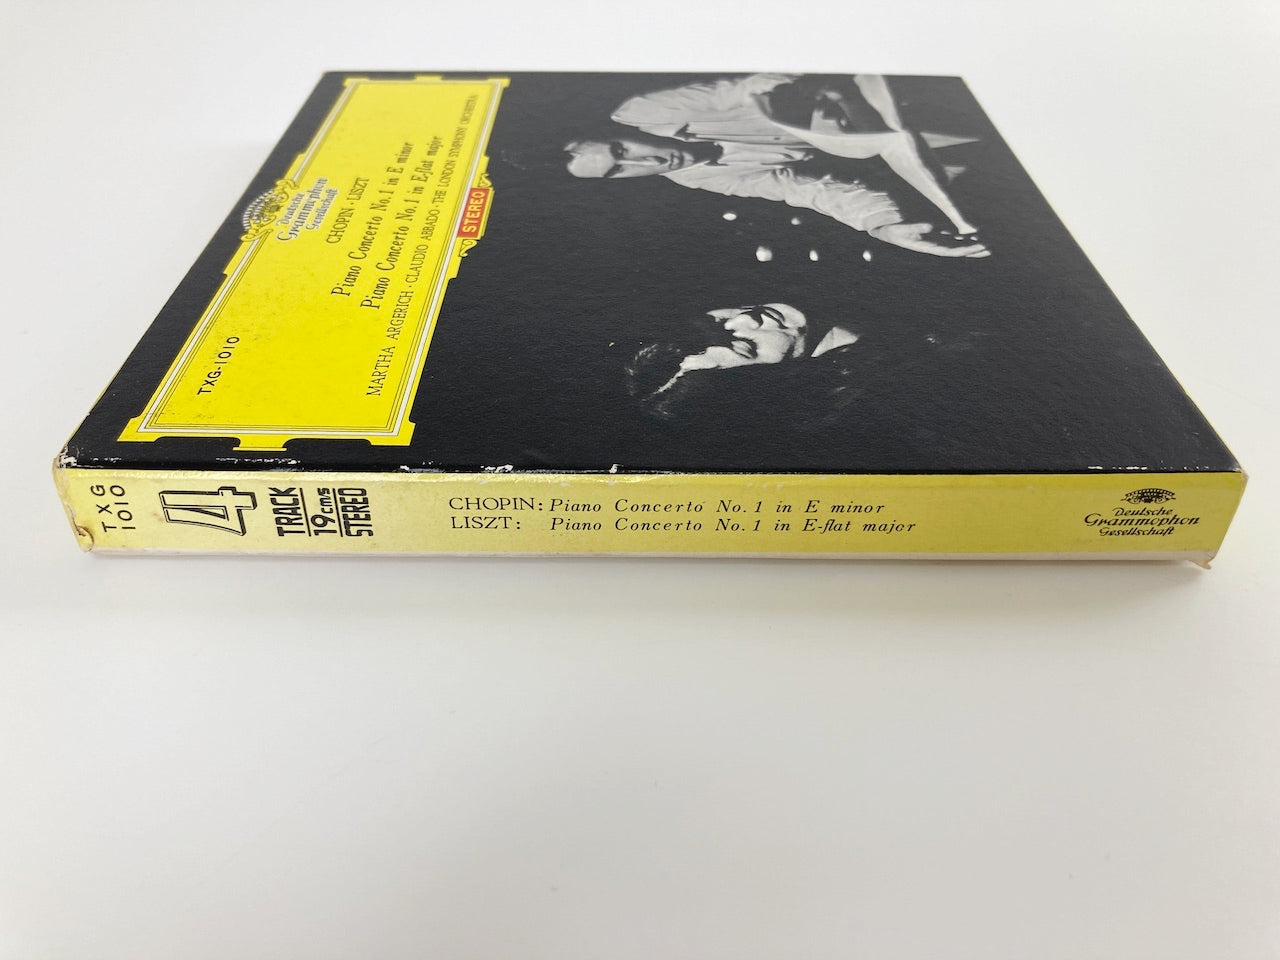 Deutsche
Grammophon
Gesellschaft
CHOPIN · LISZT
Piano Concerto No. 1 in E minor
Piano Concerto No. 1 in E-flat major
MARTHA ARGERICH · CLAUDIO ABBADO · THE LONDON SYMPHONY ORCHESTRA
STEREO
TXG-1010
TXG
1010
4
TRACK
19cm/s
STEREO
CHOPIN: Piano Concerto No. 1 in E minor
LISZT: Piano Concerto No. 1 in E-flat major
Deutsche
Grammophon
Gesellschaft